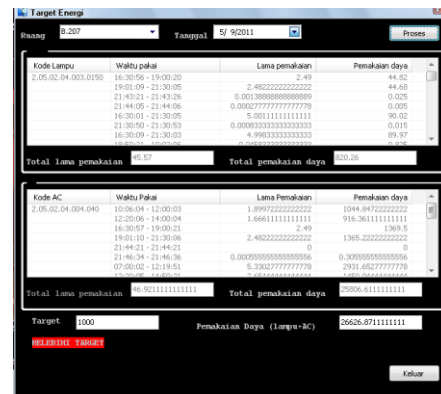 Target Energi
Ruang B.207 Tanggal 5/ 9/2011 Proses
Kode Lampu Waktu pakai Lama pemakaian Pemakaian daya
2.05.02.04.003.0150 16:30:56 - 19:00:20 2.49 44.82
19:01:09 - 21:30:05 2.48222222222222 44.68
21:43:21 - 21:43:26 0.00138888888888889 0.025
21:44:05 - 21:44:06 0.000277777777777778 0.005
16:30:01 - 21:30:05 5.00111111111111 90.02
21:30:50 - 21:30:53 0.000833333333333333 0.015
16:30:09 - 21:30:03 4.99833333333333 89.97
Total lama pemakaian 45.57 Total pemakaian daya 820.26
Kode AC Waktu Pakai Lama Pemakaian Pemakaian daya
2.05.02.04.004.040 10:06:04 - 12:00:03 1.89972222222222 1044.84722222222
12:20:06 - 14:00:04 1.66611111111111 916.361111111111
16:30:57 - 19:00:21 2.49 1369.5
19:01:10 - 21:30:06 2.48222222222222 1365.22222222222
21:44:21 - 21:44:21 0 0
21:46:34 - 21:46:36 0.000555555555555556 0.305555555555556
07:00:02 - 12:19:51 5.33027777777778 2931.65277777778
Total lama pemakaian 46.9211111111111 Total pemakaian daya 25806.6111111111
Target 1000 Pemakaian Daya (lampu+AC) 26626.8711111111
MELEBIHI TARGET
Keluar